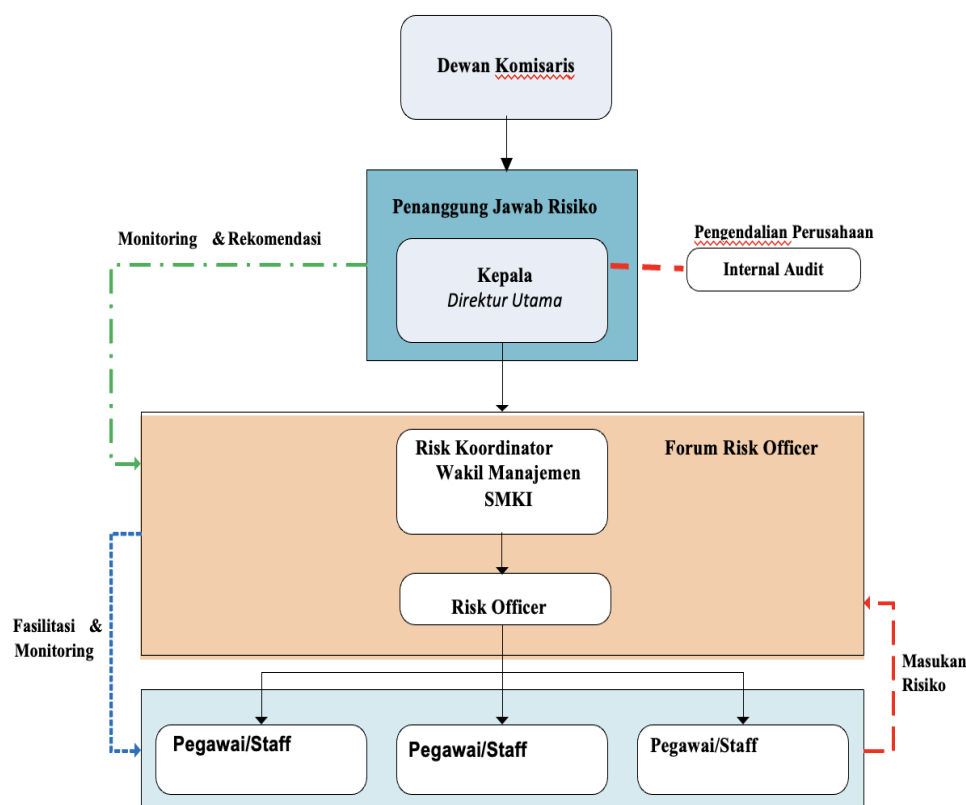 Dewan Komisaris
Penanggung Jawab Risiko
Monitoring & Rekomendasi
Pengendalian Perusahaan
Kepala
Direktur Utama
Internal Audit
Risk Koordinator
Wakil Manajemen
SMKI
Forum Risk Officer
Risk Officer
Fasilitasi &
Monitoring
Masukan
Risiko
Pegawai/Staff
Pegawai/Staff
Pegawai/Staff